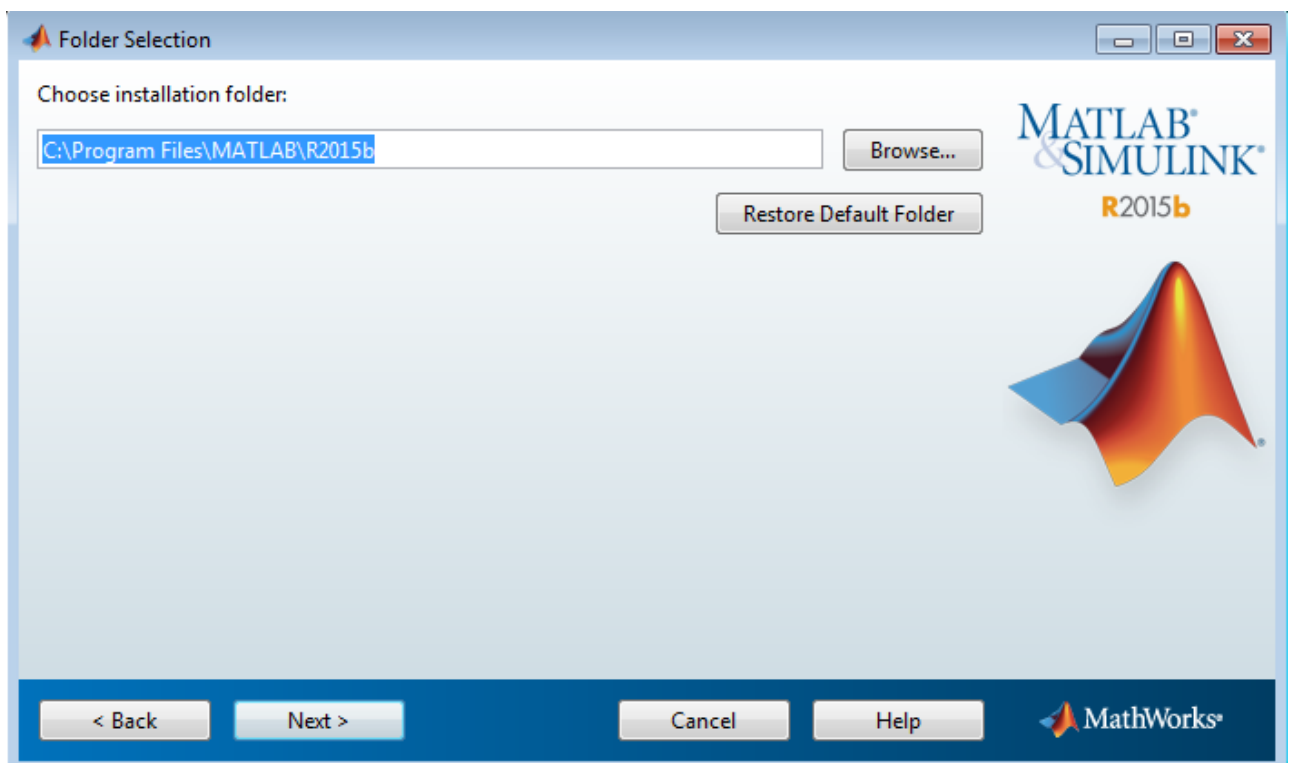 Folder Selection
Choose installation folder:
C:\Program Files\MATLAB\R2015b
Browse...
Restore Default Folder
MATLAB®
&SIMULINK®
R2015b
®
< Back
Next >
Cancel
Help
MathWorks®